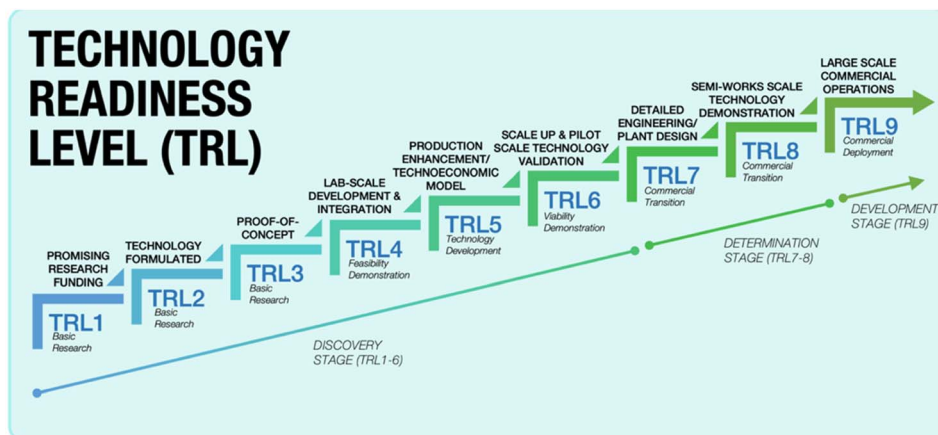 TECHNOLOGY
READINESS
LEVEL (TRL)
PROMISING
RESEARCH
FUNDING
TRL1
Basic
Research
TECHNOLOGY
FORMULATED
TRL2
Basic
Research
PROOF-OF-
CONCEPT
TRL3
Basic
Research
LAB-SCALE
DEVELOPMENT &
INTEGRATION
TRL4
Feasibility
Demonstration
PRODUCTION
ENHANCEMENT/
TECHNOECONOMIC
MODEL
TRL5
Technology
Development
SCALE UP & PILOT
SCALE TECHNOLOGY
VALIDATION
TRL6
Viability
Demonstration
DETAILED
ENGINEERING/
PLANT DESIGN
TRL7
Commercial
Transition
SEMI-WORKS SCALE
TECHNOLOGY
DEMONSTRATION
TRL8
Commercial
Transition
LARGE SCALE
COMMERCIAL
OPERATIONS
TRL9
Commercial
Deployment
DISCOVERY
STAGE (TRL1-6)
DETERMINATION
STAGE (TRL7-8)
DEVELOPMENT
STAGE (TRL9)